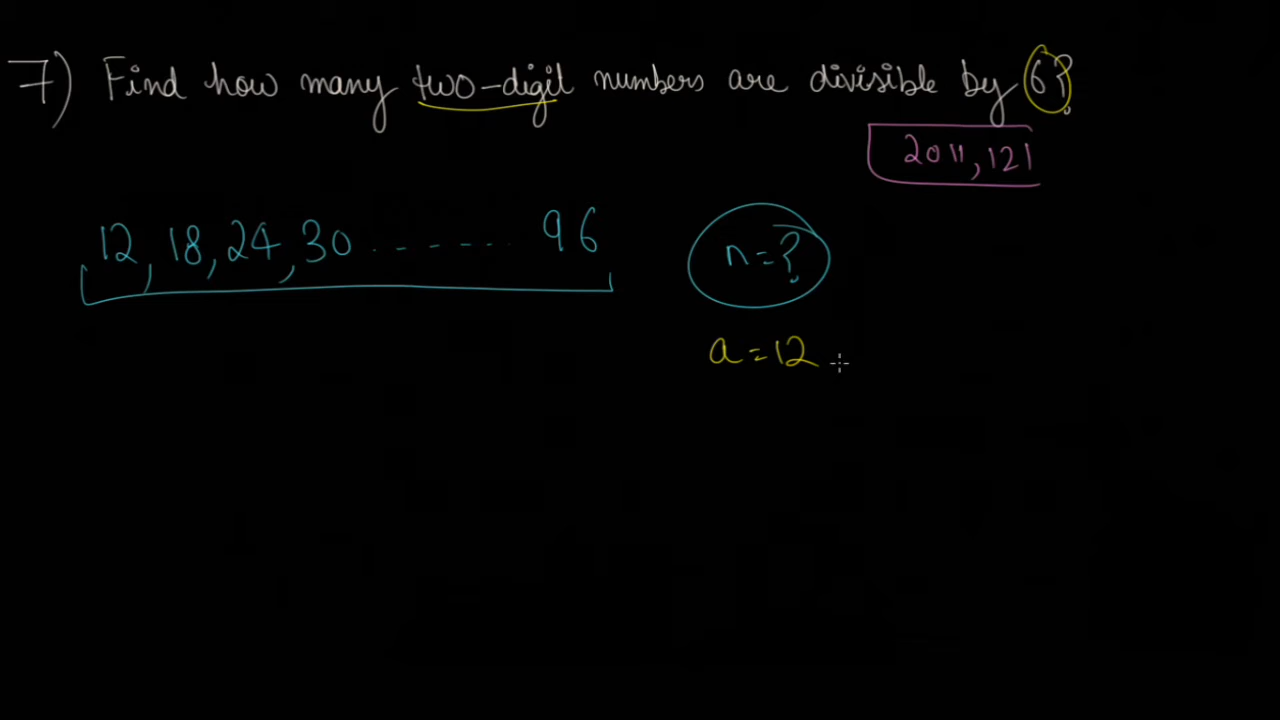 7) Find how many two-digit numbers are divisible by 6?
2011, 121
12, 18, 24, 30 ....... 96
n=?
a=12